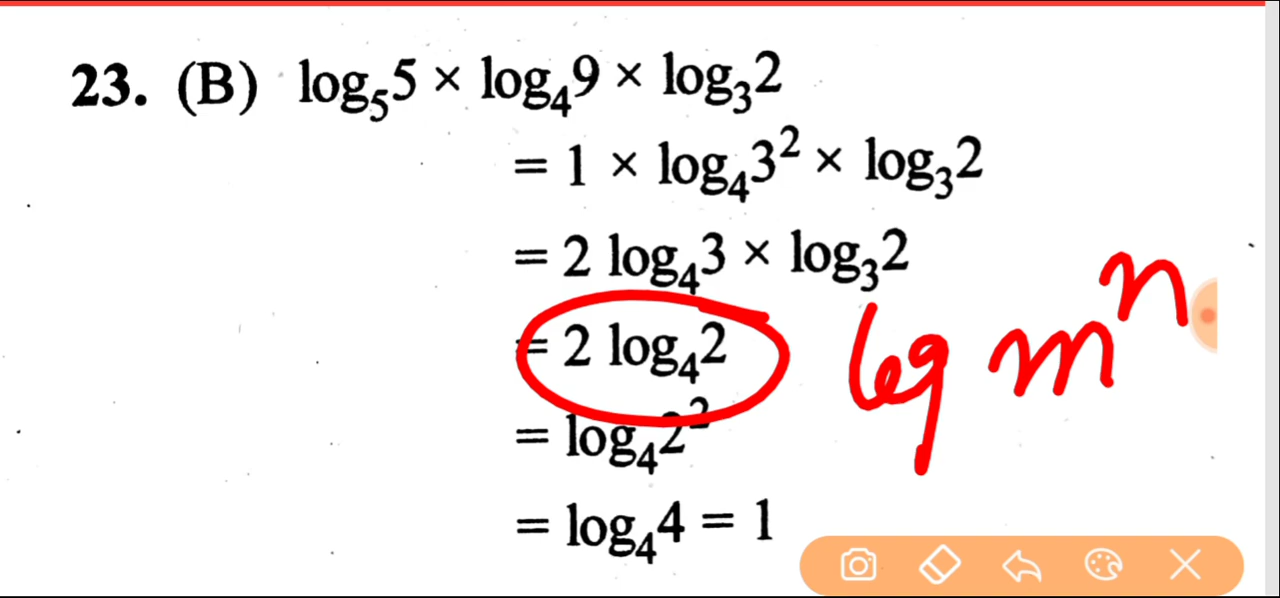 23. (B) log₅5 × log₄9 × log₃2
= 1 × log₄3² × log₃2
= 2 log₄3 × log₃2
= 2 log₄2
log mⁿ
= log₄2²
= log₄4 = 1